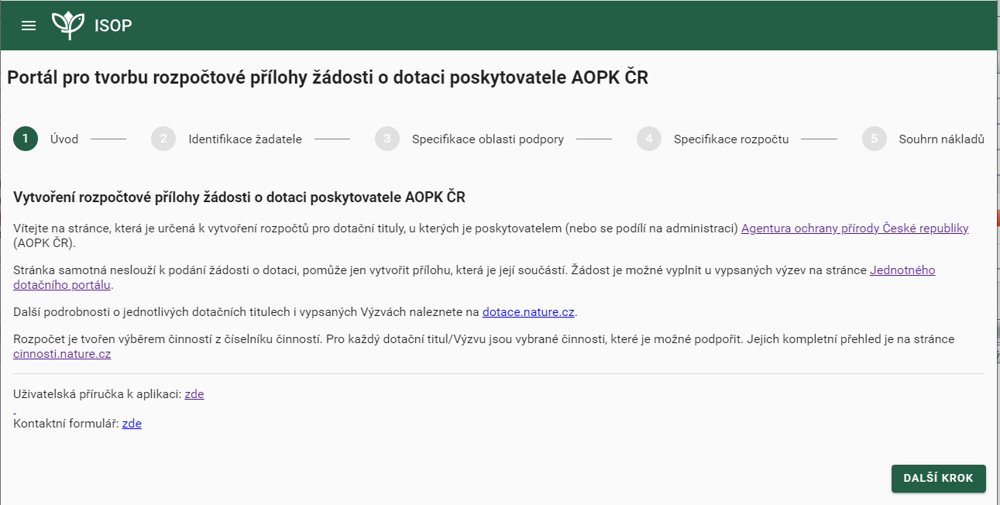 ISOP
Portál pro tvorbu rozpočtové přílohy žádosti o dotaci poskytovatele AOPK ČR
1 Úvod 2 Identifikace žadatele 3 Specifikace oblasti podpory 4 Specifikace rozpočtu 5 Souhrn nákladů
Vytvoření rozpočtové přílohy žádosti o dotaci poskytovatele AOPK ČR
Vítejte na stránce, která je určená k vytvoření rozpočtů pro dotační tituly, u kterých je poskytovatelem (nebo se podílí na administraci) Agentura ochrany přírody České republiky
(AOPK ČR).
Stránka samotná neslouží k podání žádosti o dotaci, pomůže jen vytvořit přílohu, která je její součástí. Žádost je možné vyplnit u vypsaných výzev na stránce Jednotného
dotačního portálu.
Další podrobnosti o jednotlivých dotačních titulech i vypsaných Výzvách naleznete na dotace.nature.cz.
Rozpočet je tvořen výběrem činností z číselníku činností. Pro každý dotační titul/Výzvu jsou vybrané činnosti, které je možné podpořit. Jejich kompletní přehled je na stránce
cinnosti.nature.cz
Uživatelská příručka k aplikaci: zde
Kontaktní formulář: zde
DALŠÍ KROK